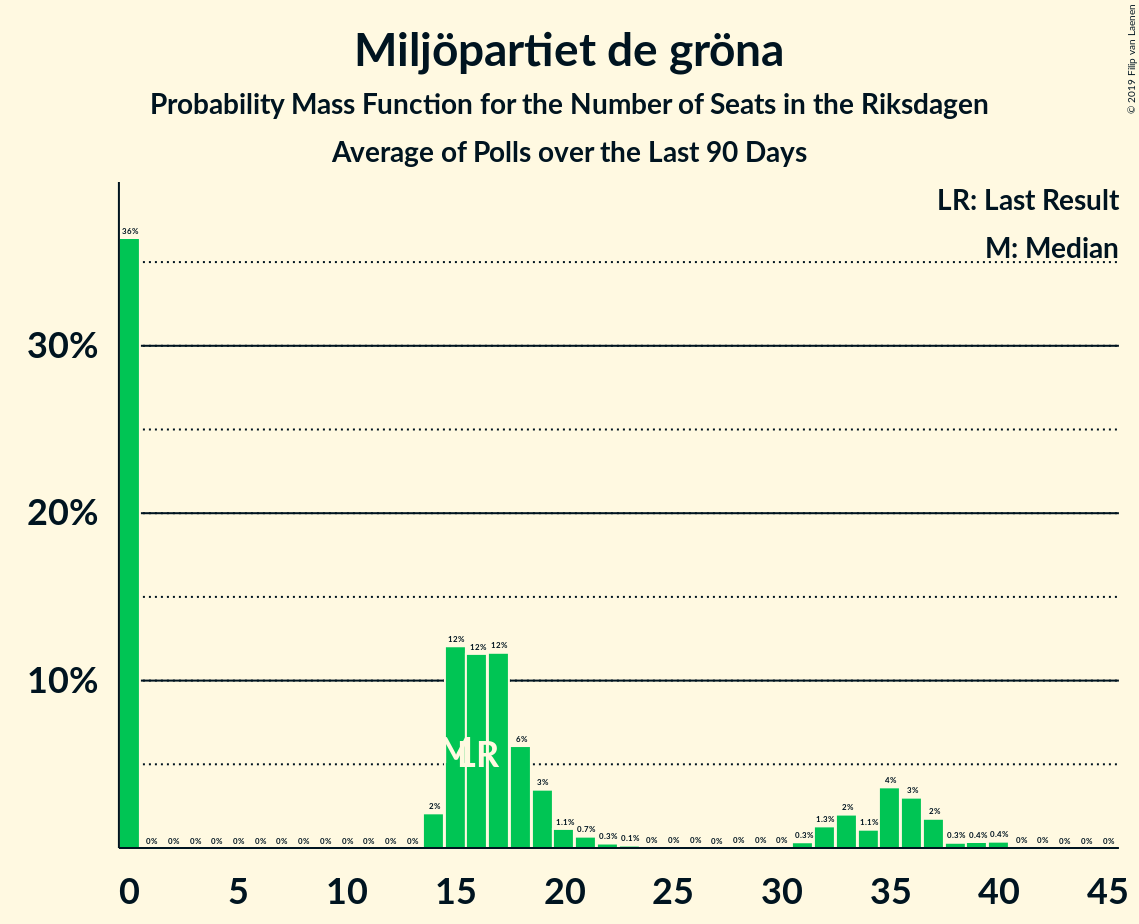 Miljöpartiet de gröna
Probability Mass Function for the Number of Seats in the Riksdagen
Average of Polls over the Last 90 Days
© 2019 Filip van Laenen
LR: Last Result
M: Median
30%
20%
10%
36% 0% 0% 0% 0% 0% 0% 0% 0% 0% 0% 0% 0% 0% 2% 12% 12% 12% 6% 3% 1.1% 0.7% 0.3% 0.1% 0% 0% 0% 0% 0% 0% 0% 0.3% 1.3% 2% 1.1% 4% 3% 2% 0.3% 0.4% 0.4% 0% 0% 0% 0% 0%
M LR
0 5 10 15 20 25 30 35 40 45